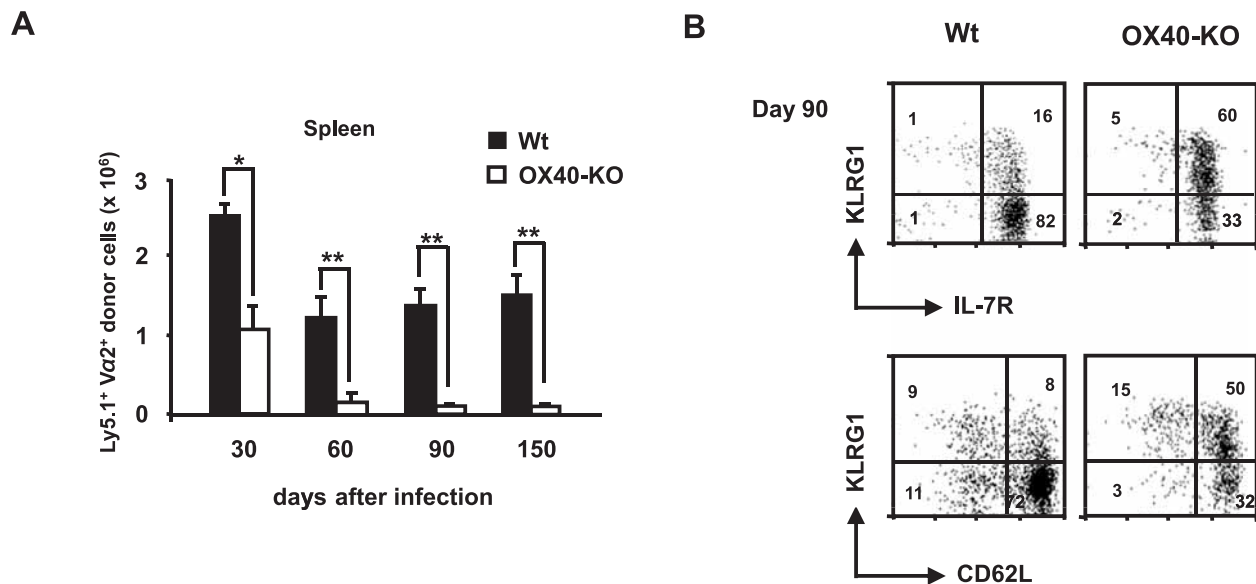 A
Spleen
Wt
OX40-KO
Ly5.1⁺ Vα2⁺ donor cells (x 10⁶)
3
2
1
0
*
**
**
**
30 60 90 150
days after infection
B
Wt OX40-KO
Day 90
KLRG1
1 16
1 82
5 60
2 33
IL-7R
KLRG1
9 8
11 72
15 50
3 32
CD62L